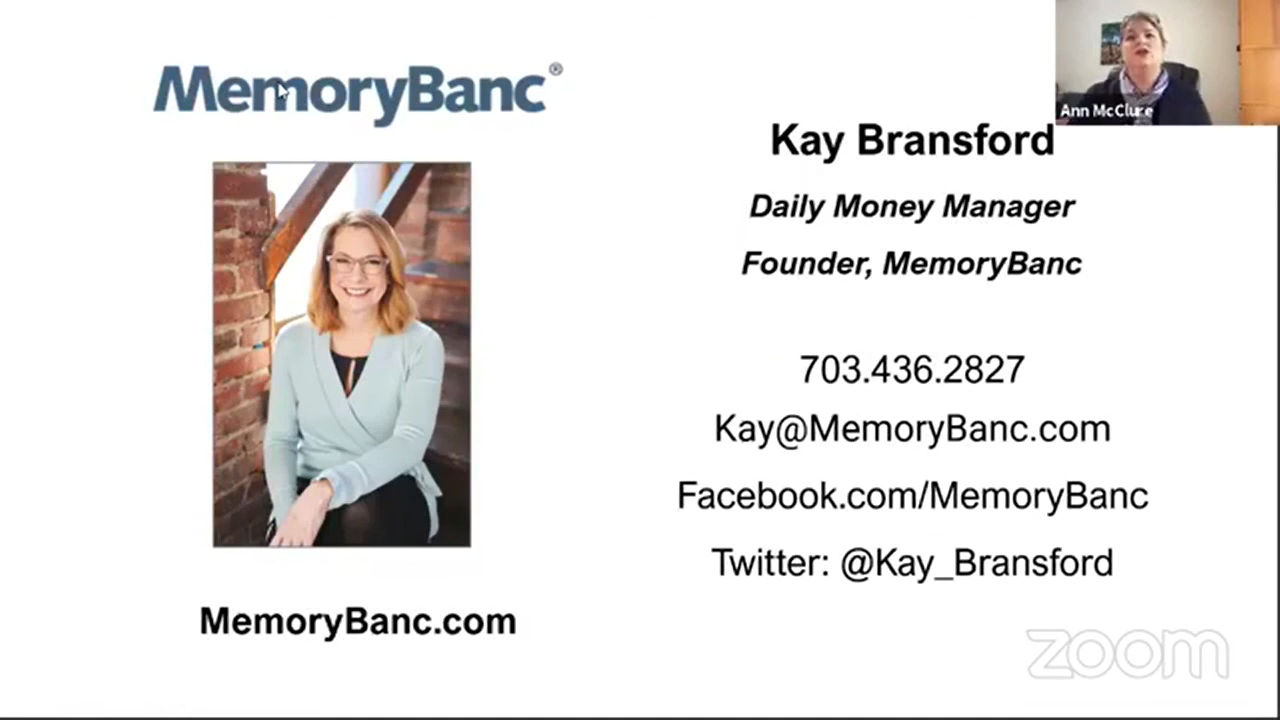 MemoryBanc®
Ann McClure
Kay Bransford
Daily Money Manager
Founder, MemoryBanc
703.436.2827
Kay@MemoryBanc.com
Facebook.com/MemoryBanc
Twitter: @Kay_Bransford
MemoryBanc.com
zoom